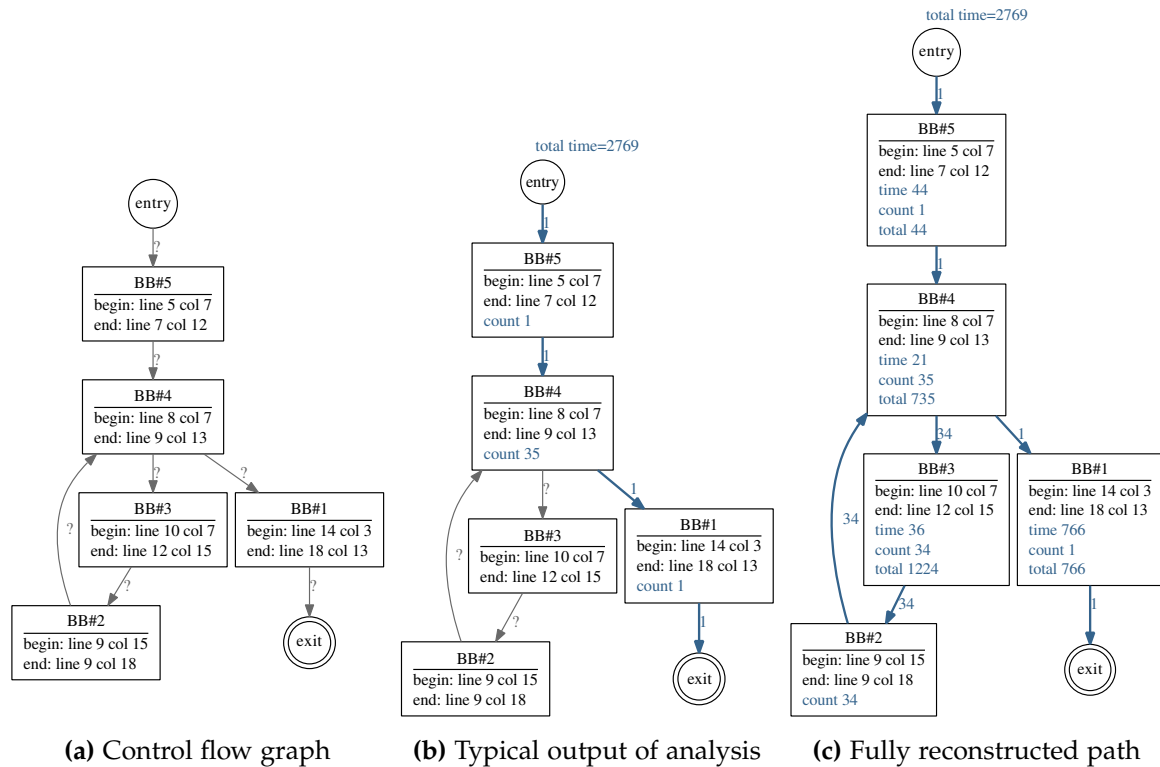 entry
?
BB#5
begin: line 5 col 7
end: line 7 col 12
?
BB#4
begin: line 8 col 7
end: line 9 col 13
?
?
?
BB#3
begin: line 10 col 7
end: line 12 col 15
BB#1
begin: line 14 col 3
end: line 18 col 13
?
?
BB#2
begin: line 9 col 15
end: line 9 col 18
exit
(a) Control flow graph
total time=2769
entry
1
BB#5
begin: line 5 col 7
end: line 7 col 12
count 1
1
BB#4
begin: line 8 col 7
end: line 9 col 13
count 35
?
1
?
BB#3
begin: line 10 col 7
end: line 12 col 15
BB#1
begin: line 14 col 3
end: line 18 col 13
count 1
?
1
BB#2
begin: line 9 col 15
end: line 9 col 18
exit
(b) Typical output of analysis
total time=2769
entry
1
BB#5
begin: line 5 col 7
end: line 7 col 12
time 44
count 1
total 44
1
BB#4
begin: line 8 col 7
end: line 9 col 13
time 21
count 35
total 735
34
1
34
BB#3
begin: line 10 col 7
end: line 12 col 15
time 36
count 34
total 1224
BB#1
begin: line 14 col 3
end: line 18 col 13
time 766
count 1
total 766
34
1
BB#2
begin: line 9 col 15
end: line 9 col 18
count 34
exit
(c) Fully reconstructed path